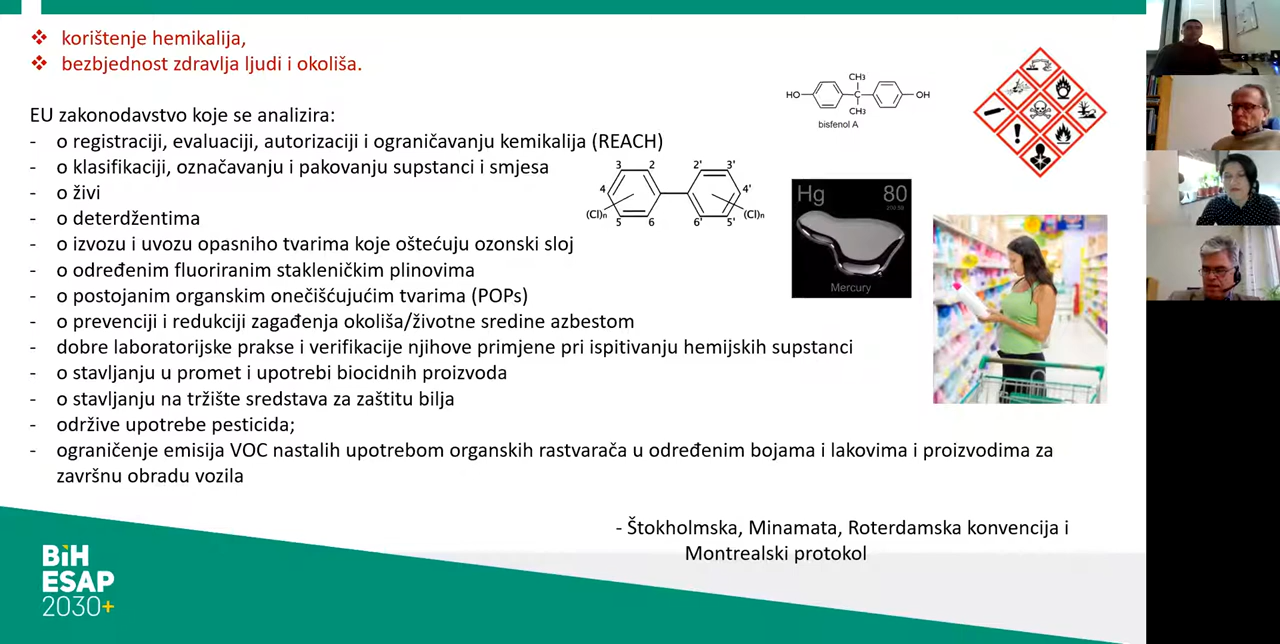 ❖ korištenje hemikalija,
❖ bezbjednost zdravlja ljudi i okoliša.
EU zakonodavstvo koje se analizira:
- o registraciji, evaluaciji, autorizaciji i ograničavanju kemikalija (REACH)
- o klasifikaciji, označavanju i pakovanju supstanci i smjesa
- o živi
- o deterdžentima
- o izvozu i uvozu opasniho tvarima koje oštećuju ozonski sloj
- o određenim fluoriranim stakleničkim plinovima
- o postojanim organskim onečišćujućim tvarima (POPs)
- o prevenciji i redukciji zagađenja okoliša/životne sredine azbestom
- dobre laboratorijske prakse i verifikacije njihove primjene pri ispitivanju hemijskih supstanci
- o stavljanju u promet i upotrebi biocidnih proizvoda
- o stavljanju na tržište sredstava za zaštitu bilja
- održive upotrebe pesticida;
- ograničenje emisija VOC nastalih upotrebom organskih rastvarača u određenim bojama i lakovima i proizvodima za
završnu obradu vozila
CH3
HO C OH
CH3
bisfenol A
3 2 2' 3'
4 4'
(Cl)n (Cl)n
5 6 6' 5'
Hg 80
Mercury
- Štokholmska, Minamata, Roterdamska konvencija i
Montrealski protokol
BiH
ESAP
2030+